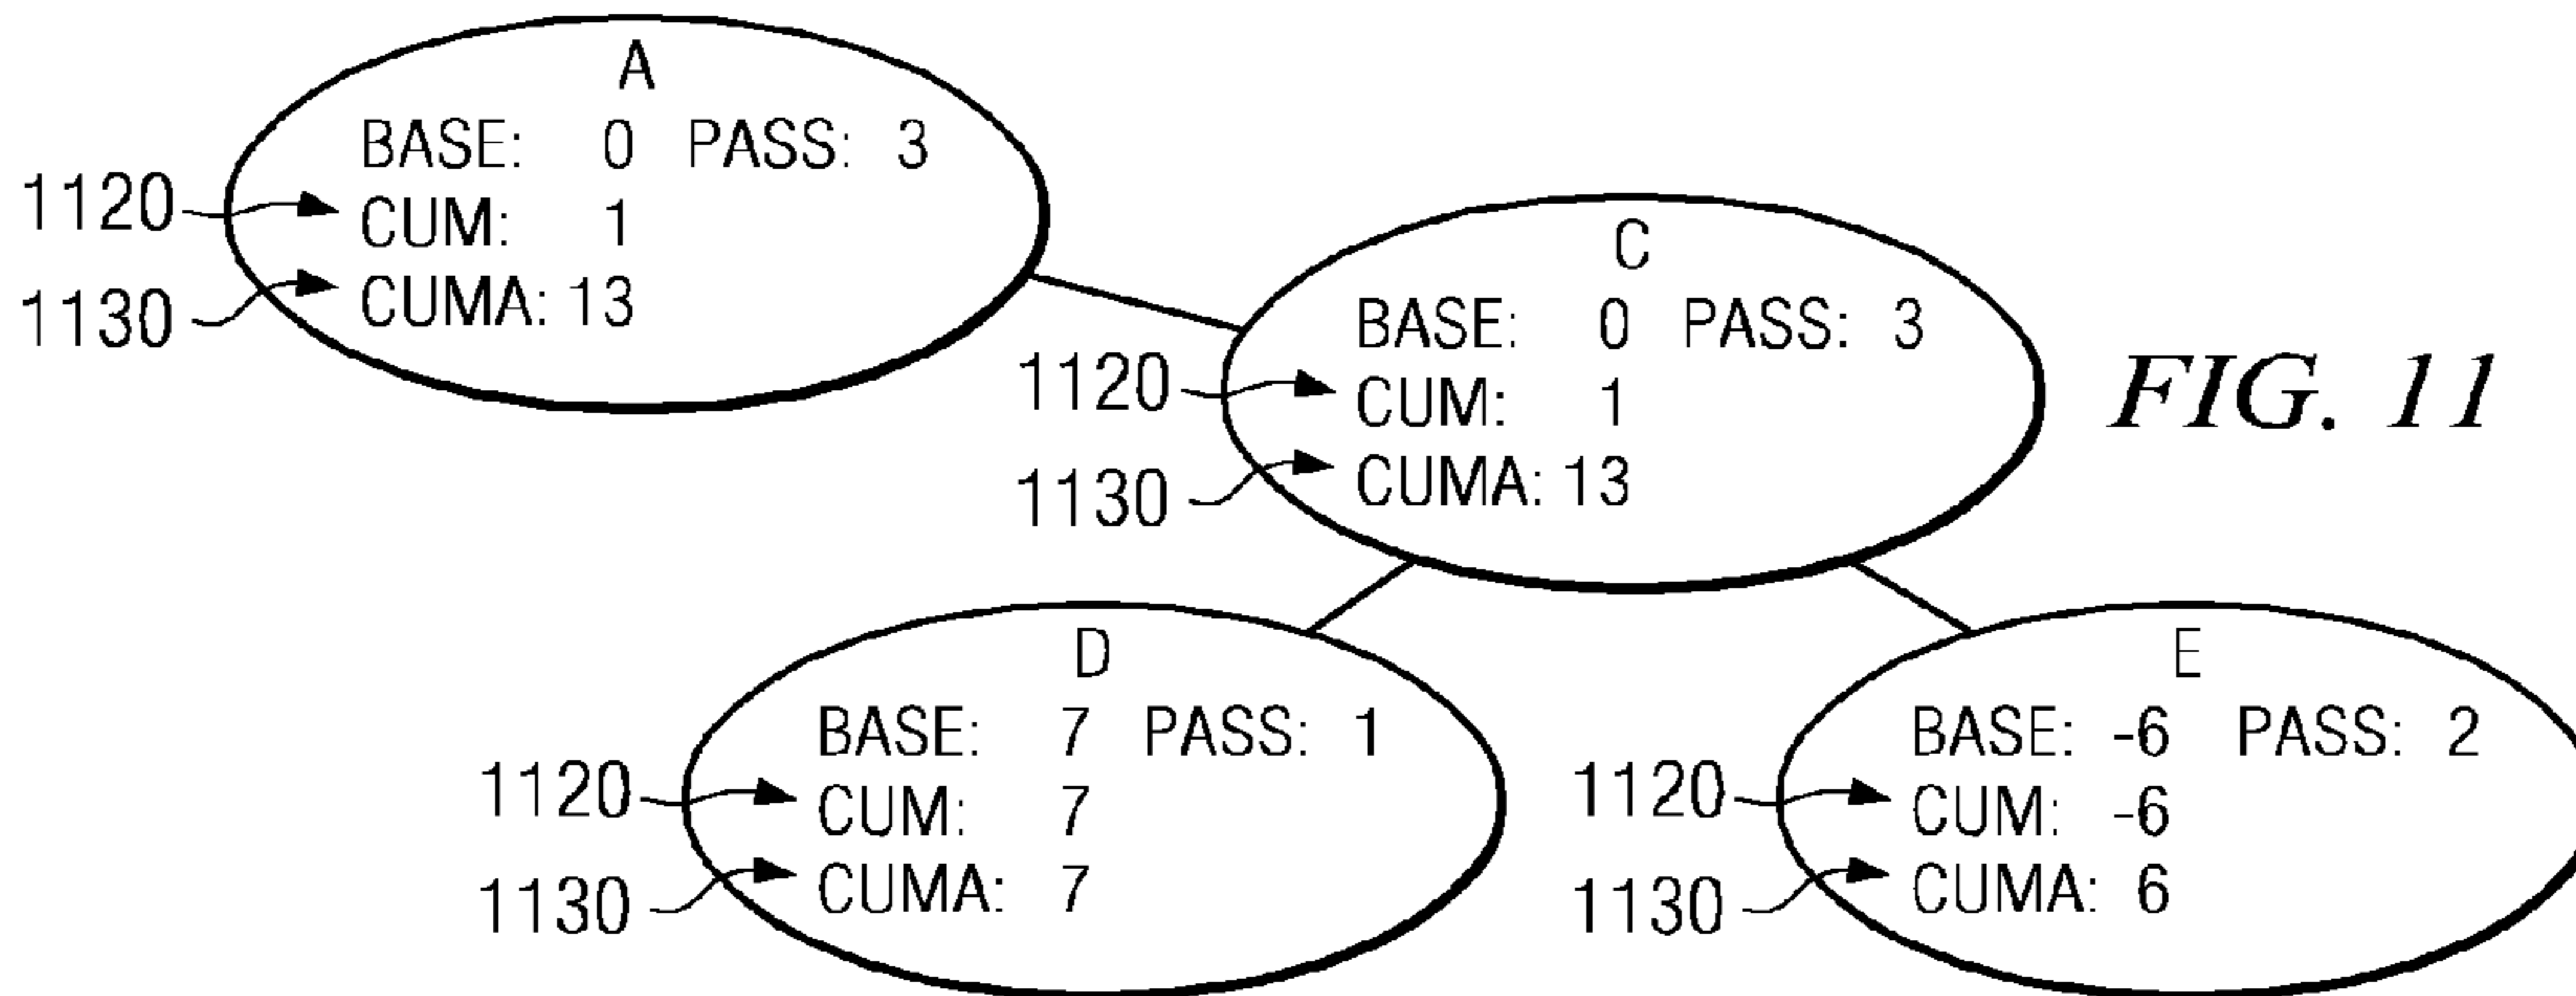 A
BASE: 0 PASS: 3
1120 CUM: 1
1130 CUMA: 13
C
BASE: 0 PASS: 3
1120 CUM: 1
1130 CUMA: 13
FIG. 11
D
BASE: 7 PASS: 1
1120 CUM: 7
1130 CUMA: 7
E
BASE: -6 PASS: 2
1120 CUM: -6
1130 CUMA: 6